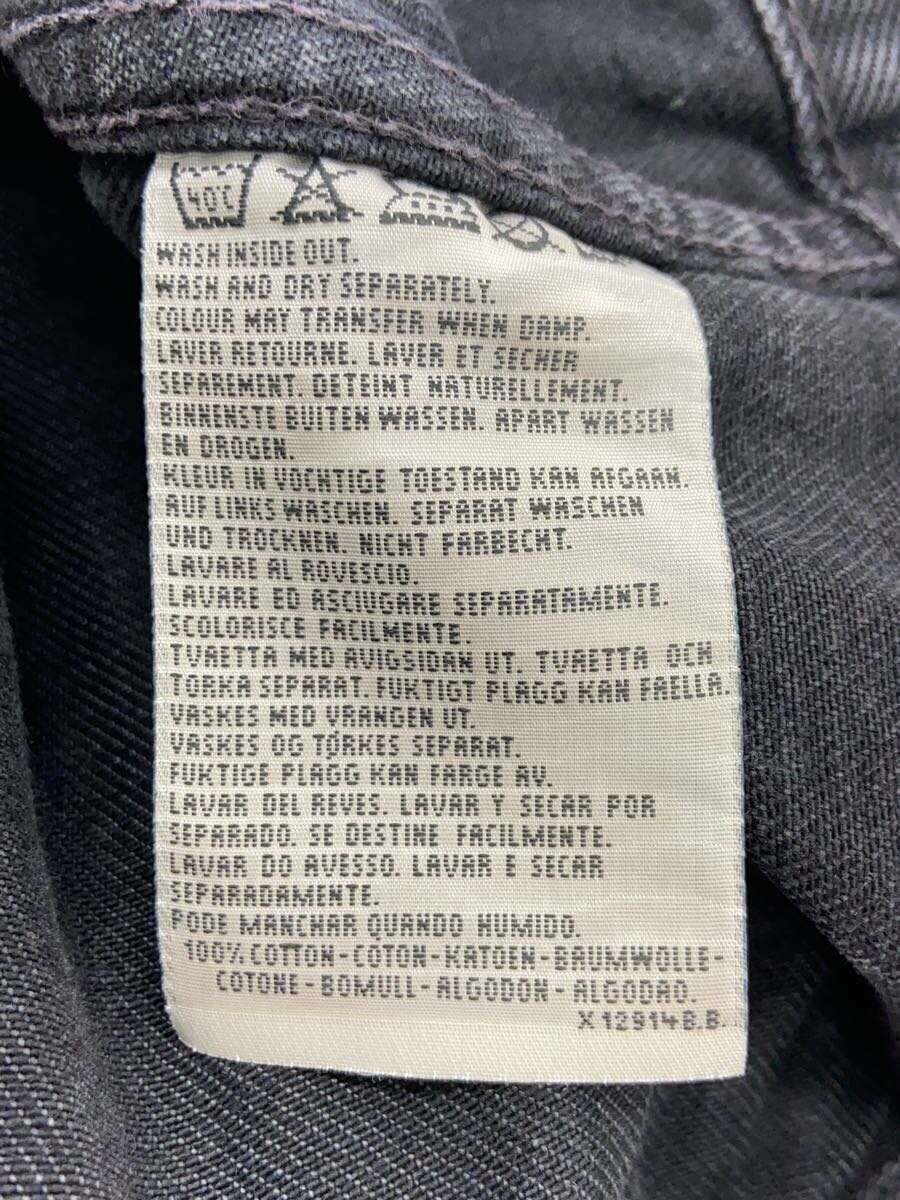 40C
WASH INSIDE OUT.
WASH AND DRY SEPARATELY.
COLOUR MAY TRANSFER WHEN DAMP.
LAVER RETOURNE. LAVER ET SECHER
SEPAREMENT. DETEINT NATURELLEMENT.
BINNENSTE BUITEN WASSEN. APART WASSEN
EN DROGEN.
KLEUR IN VOCHTIGE TOESTAND KAN AFGAAN.
AUF LINKS WASCHEN. SEPARAT WASCHEN
UND TROCKNEN. NICHT FARBECHT.
LAVARE AL ROVESCIO.
LAVARE ED ASCIUGARE SEPARATAMENTE.
SCOLORISCE FACILMENTE.
TVAETTA MED AVIGSIDAN UT. TVAETTA OCH
TORKA SEPARAT. FUKTIGT PLAGG KAN FAELLA.
VASKES MED VRANGEN UT.
VASKES OG TØRKES SEPARAT.
FUKTIGE PLAGG KAN FARGE AV.
LAVAR DEL REVES. LAVAR Y SECAR POR
SEPARADO. SE DESTINE FACILMENTE.
LAVAR DO AVESSO. LAVAR E SECAR
SEPARADAMENTE.
PODE MANCHAR QUANDO HUMIDO.
100% COTTON-COTON-KATOEN-BAUMWOLLE-
COTONE-BOMULL-ALGODON-ALGODAO.
X12914B.B.